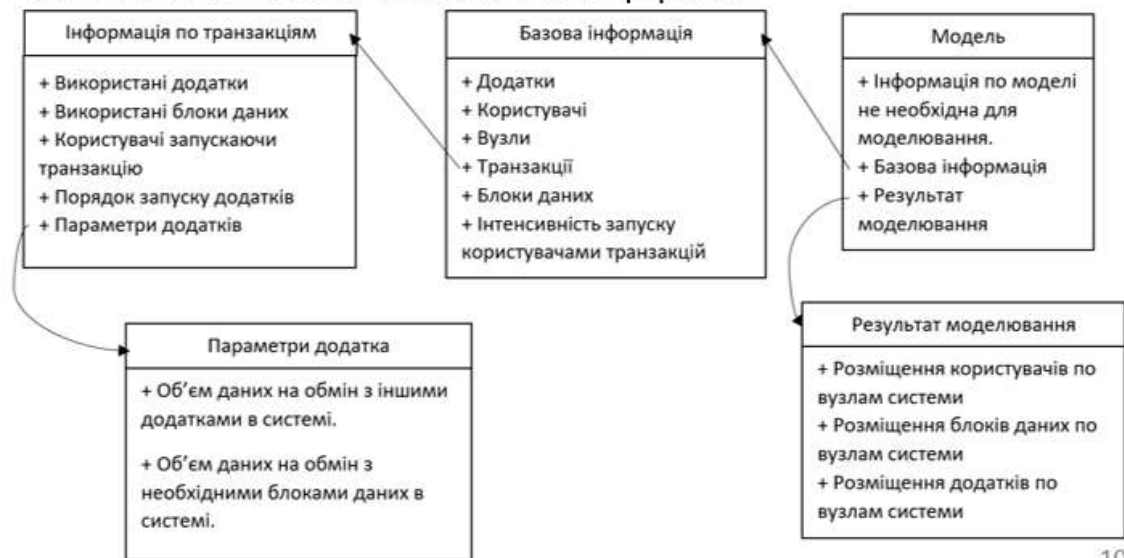 Інформація по транзакціям
+ Використані додатки
+ Використані блоки даних
+ Користувачі запускаючи
транзакцію
+ Порядок запуску додатків
+ Параметри додатків
Базова інформація
+ Додатки
+ Користувачі
+ Вузли
+ Транзакції
+ Блоки даних
+ Інтенсивність запуску
користувачами транзакцій
Модель
+ Інформація по моделі
не необхідна для
моделювання.
+ Базова інформація
+ Результат
моделювання
Параметри додатка
+ Об’єм даних на обмін з іншими
додатками в системі.
+ Об’єм даних на обмін з
необхідними блоками даних в
системі.
Результат моделювання
+ Розміщення користувачів по
вузлам системи
+ Розміщення блоків даних по
вузлам системи
+ Розміщення додатків по
вузлам системи